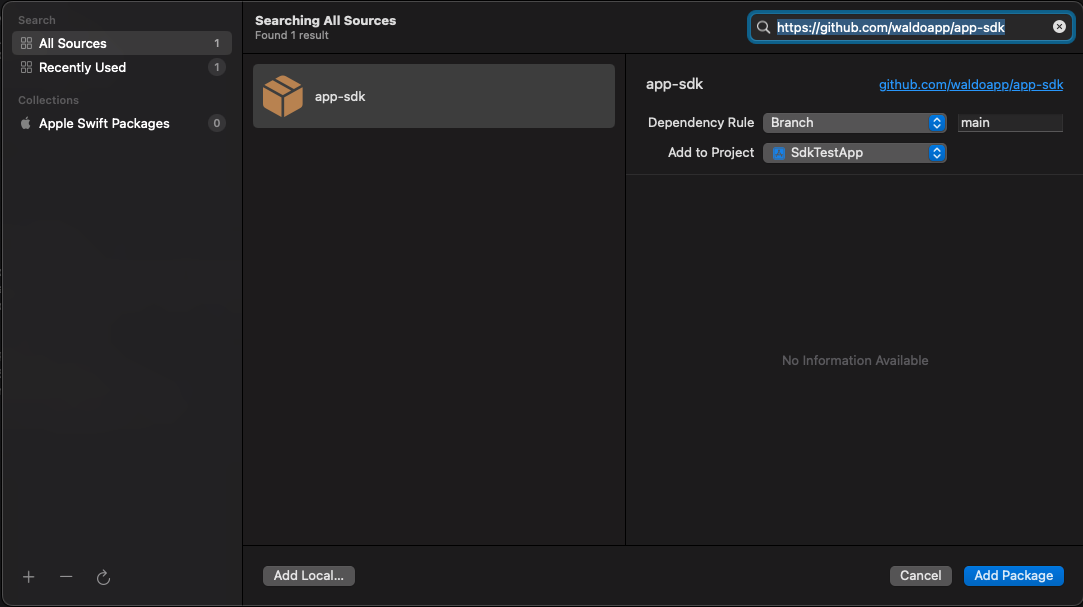 Search
All Sources 1
Recently Used 1
Collections
Apple Swift Packages 0
Searching All Sources
Found 1 result
https://github.com/waldoapp/app-sdk
app-sdk
app-sdk
github.com/waldoapp/app-sdk
Dependency Rule Branch main
Add to Project SdkTestApp
No Information Available
Add Local...
Cancel
Add Package